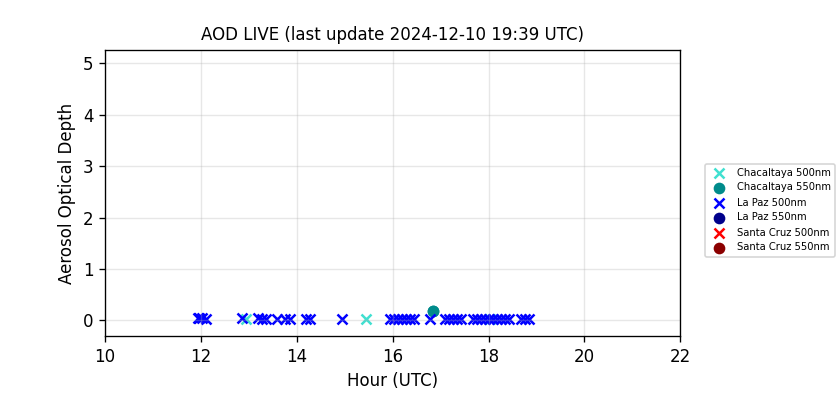 AOD LIVE (last update 2024-12-10 19:39 UTC)
5
4
3
2
1
0
Aerosol Optical Depth
10 12 14 16 18 20 22
Hour (UTC)
Chacaltaya 500nm
Chacaltaya 550nm
La Paz 500nm
La Paz 550nm
Santa Cruz 500nm
Santa Cruz 550nm